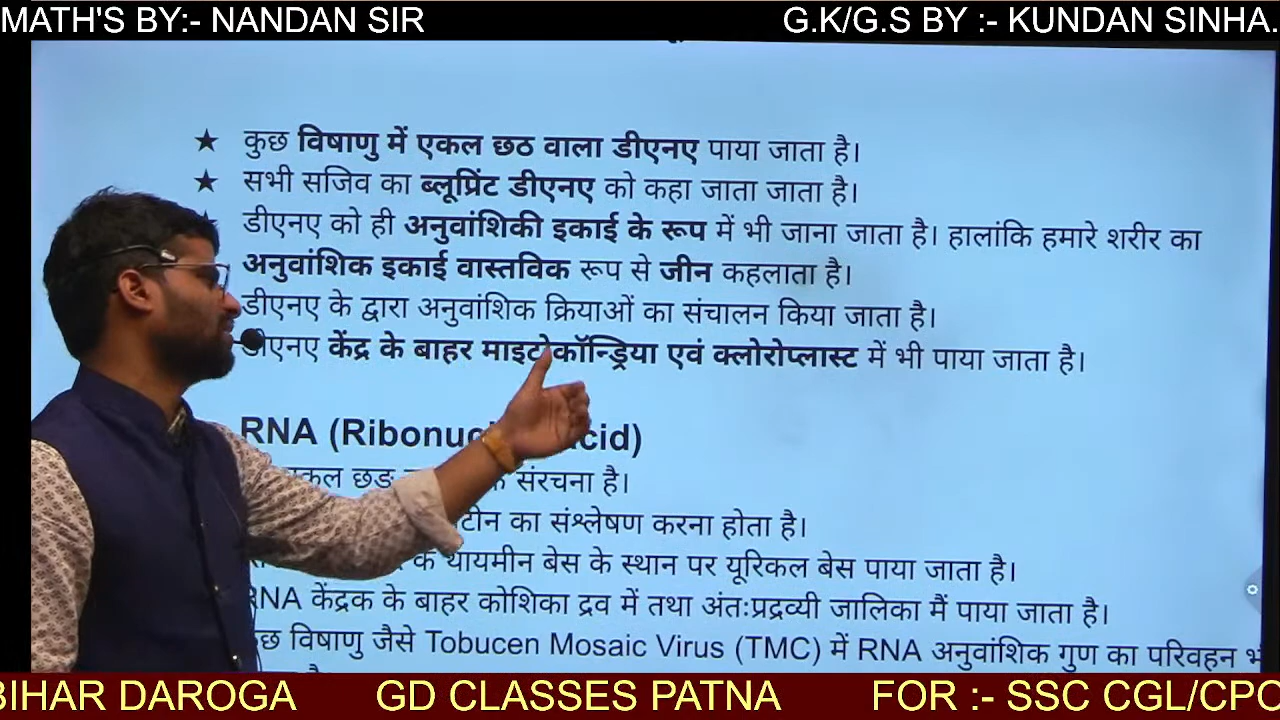 MATH'S BY:- NANDAN SIR G.K/G.S BY :- KUNDAN SINHA.
★ कुछ विषाणु में एकल छठ वाला डीएनए पाया जाता है।
★ सभी सजिव का ब्लूप्रिंट डीएनए को कहा जाता जाता है।
डीएनए को ही अनुवांशिकी इकाई के रूप में भी जाना जाता है। हालांकि हमारे शरीर का
अनुवांशिक इकाई वास्तविक रूप से जीन कहलाता है।
डीएनए के द्वारा अनुवांशिक क्रियाओं का संचालन किया जाता है।
डीएनए केंद्र के बाहर माइटोकॉन्ड्रिया एवं क्लोरोप्लास्ट में भी पाया जाता है।
RNA (Ribonuc cid)
छड संरचना है।
का संश्लेषण करना होता है।
के थायमीन बेस के स्थान पर यूरिकल बेस पाया जाता है।
RNA केंद्रक के बाहर कोशिका द्रव में तथा अंतःप्रद्रव्यी जालिका मैं पाया जाता है।
कुछ विषाणु जैसे Tobucen Mosaic Virus (TMC) में RNA अनुवांशिक गुण का परिवहन
BIHAR DAROGA GD CLASSES PATNA FOR :- SSC CGL/CPO